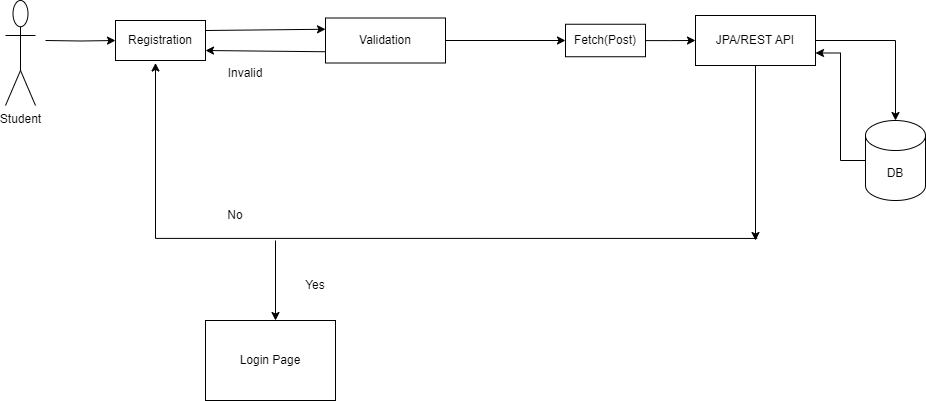 Registration
Validation
Fetch(Post)
JPA/REST API
Invalid
Student
DB
No
Yes
Login Page